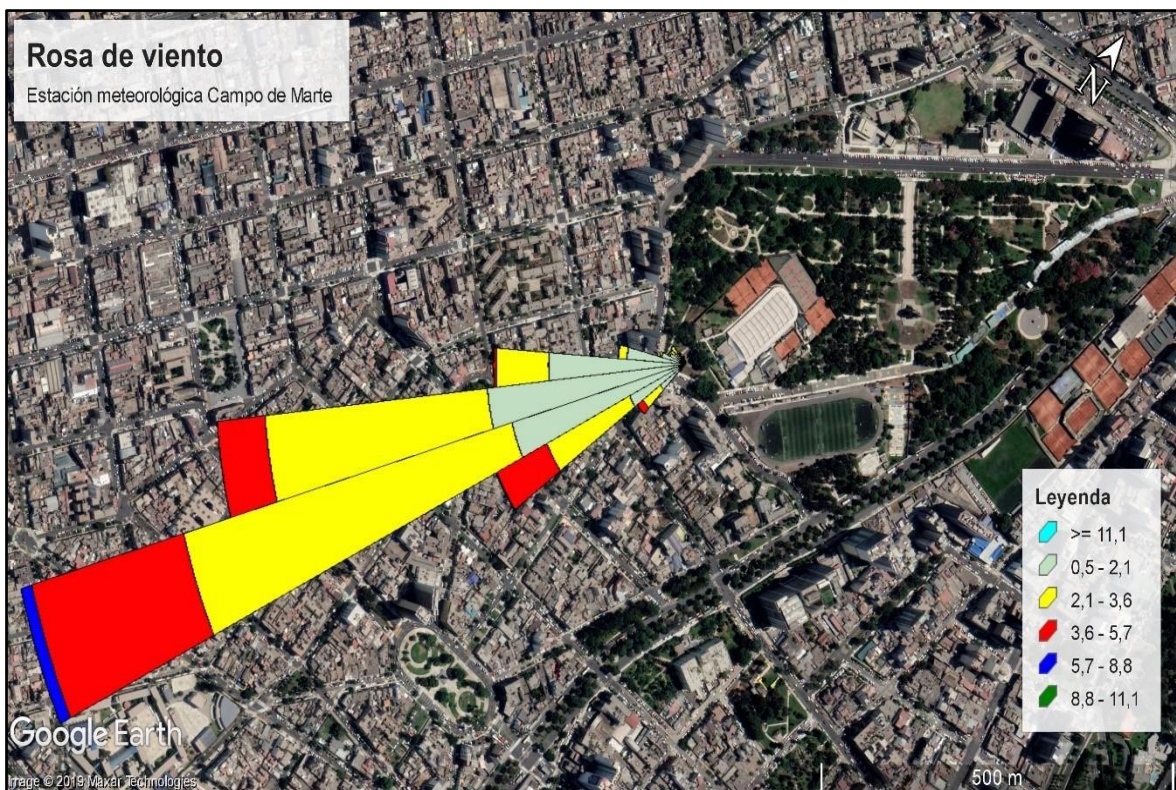 Rosa de viento
Estación meteorológica Campo de Marte
N
Leyenda
>= 11,1
0,5 - 2,1
2,1 - 3,6
3,6 - 5,7
5,7 - 8,8
8,8 - 11,1
Google Earth
Image © 2019 Maxar Technologies
500 m